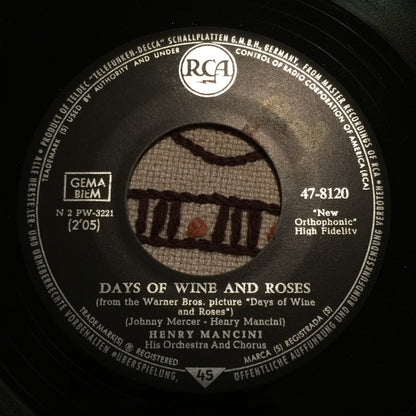 PRODUCT OF TELDEC "TELEFUNKEN-DECCA" SCHALLPLATTEN G.M.B.H., GERMANY, FROM MASTER RECORDINGS OF RCA
TRADEMARK (S) USED BY AUTHORITY AND UNDER CONTROL OF RADIO CORPORATION OF AMERICA (RCA)
RCA
GEMA
BIEM
47-8120
N 2 PW-3221
(2'05)
"New
Orthophonic"
High Fidelity
DAYS OF WINE AND ROSES
(from the Warner Bros. picture "Days of Wine
and Roses")
(Johnny Mercer - Henry Mancini)
HENRY MANCINI
His Orchestra And Chorus
TRADEMARK(S) REGISTERED
MARCA (S) REGISTRADA (S)
45
ALLE HERSTELLER - UND URHEBERRECHTE VORBEHALTEN
ÜBERSPIELUNG, ÖFFENTLICHE AUFFÜHRUNG UND RUNDFUNKSENDUNG VERBOTEN